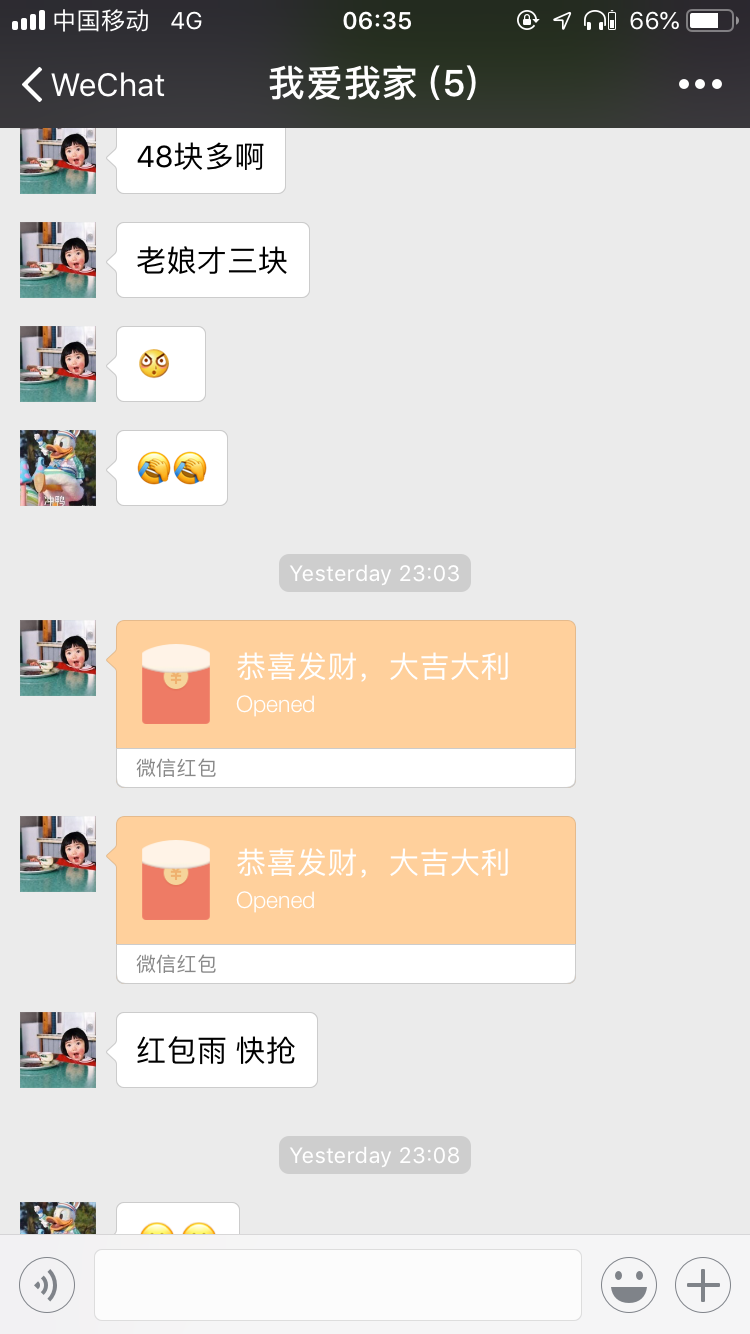 中国移动 4G 06:35 66%
WeChat 我爱我家 (5)
48块多啊
老娘才三块
冲鸭
Yesterday 23:03
恭喜发财，大吉大利
Opened
微信红包
恭喜发财，大吉大利
Opened
微信红包
红包雨 快抢
Yesterday 23:08